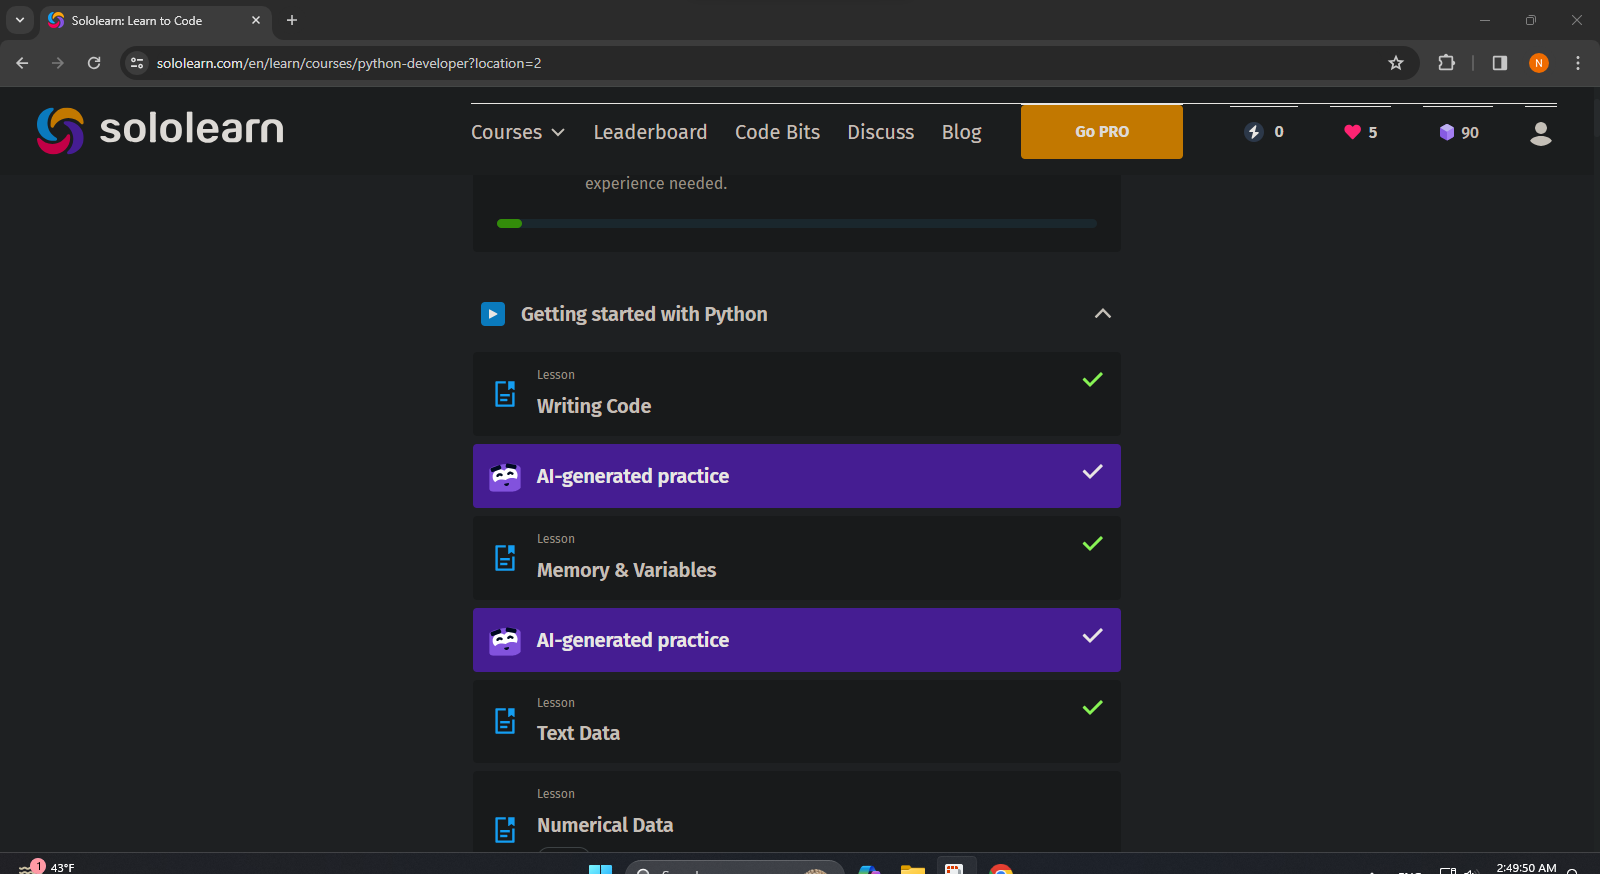 Sololearn: Learn to Code
sololearn.com/en/learn/courses/python-developer?location=2
N
sololearn
Courses
Leaderboard
Code Bits
Discuss
Blog
Go PRO
0
5
90
experience needed.
Getting started with Python
Lesson
Writing Code
AI-generated practice
Lesson
Memory & Variables
AI-generated practice
Lesson
Text Data
Lesson
Numerical Data
1
43°F
2:49:50 AM